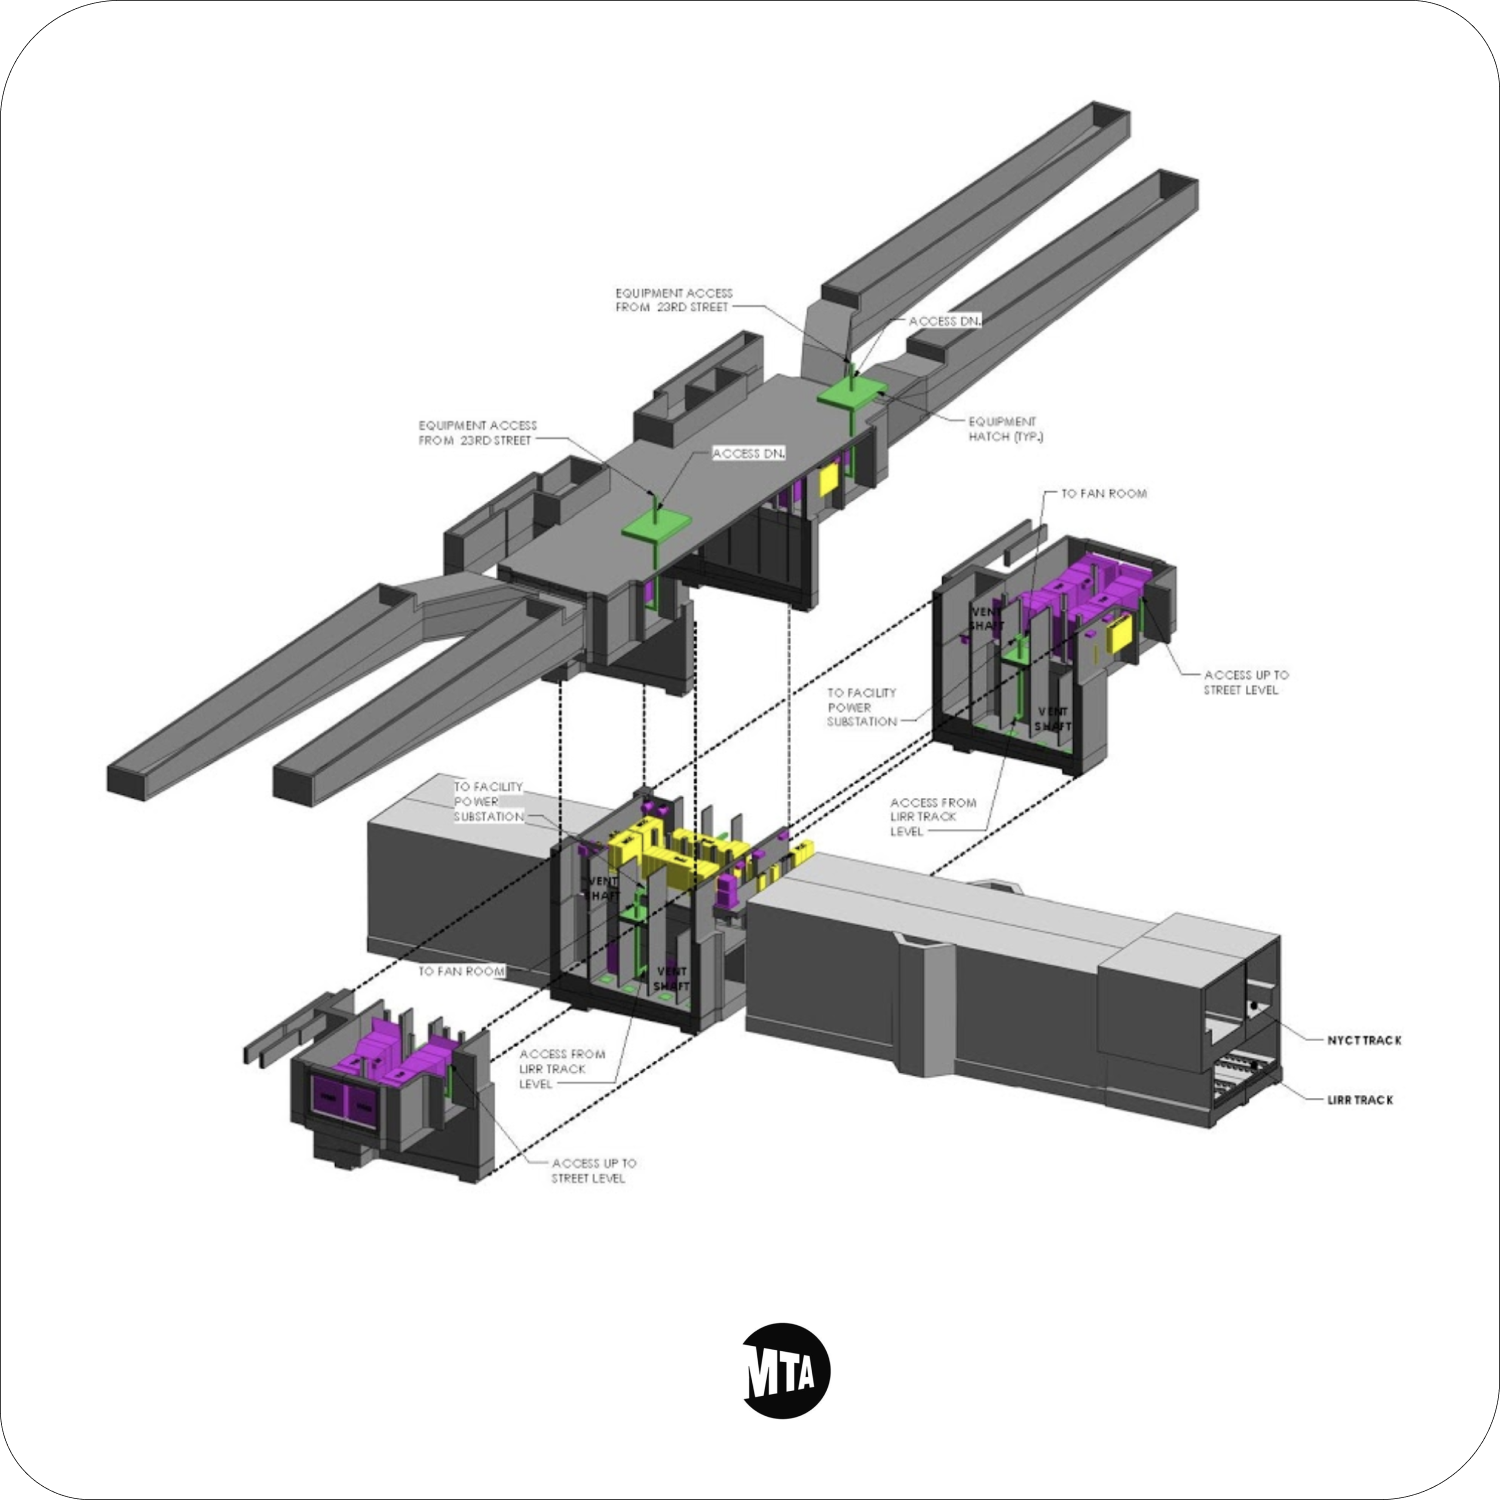 EQUIPMENT ACCESS
FROM 23RD STREET
ACCESS DN.
EQUIPMENT
HATCH (TYP.)
EQUIPMENT ACCESS
FROM 23RD STREET
ACCESS DN.
TO FAN ROOM
VENT
SHAFT
ACCESS UP TO
STREET LEVEL
TO FACILITY
POWER
SUBSTATION
VENT
SHAFT
ACCESS FROM
LIRR TRACK
LEVEL
TO FACILITY
POWER
SUBSTATION
VENT
SHAFT
TO FAN ROOM
VENT
SHAFT
ACCESS FROM
LIRR TRACK
LEVEL
NYCT TRACK
LIRR TRACK
ACCESS UP TO
STREET LEVEL
MTA